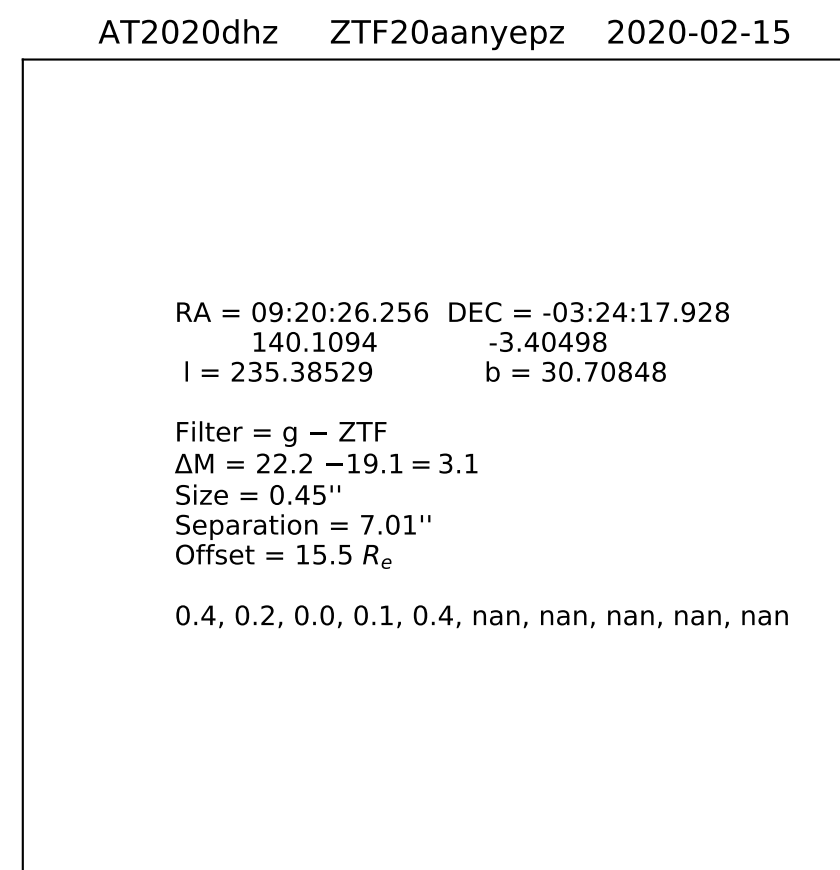 AT2020dhz ZTF20aanyepz 2020-02-15
RA = 09:20:26.256 DEC = -03:24:17.928
140.1094 -3.40498
l = 235.38529 b = 30.70848
Filter = g − ZTF
ΔM = 22.2 −19.1 = 3.1
Size = 0.45''
Separation = 7.01''
Offset = 15.5 Re
0.4, 0.2, 0.0, 0.1, 0.4, nan, nan, nan, nan, nan